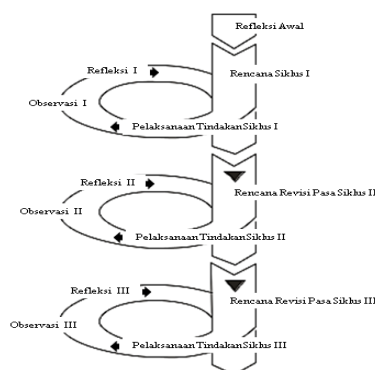 Refleksi Awal
Refleksi I
Rencana Siklus I
Observasi I
Pelaksanaan Tindakan Siklus I
Refleksi II
Rencana Revisi Pasa Siklus II
Observasi II
Pelaksanaan Tindakan Siklus II
Refleksi III
Rencana Revisi Pasa Siklus III
Observasi III
Pelaksanaan Tindakan Siklus III